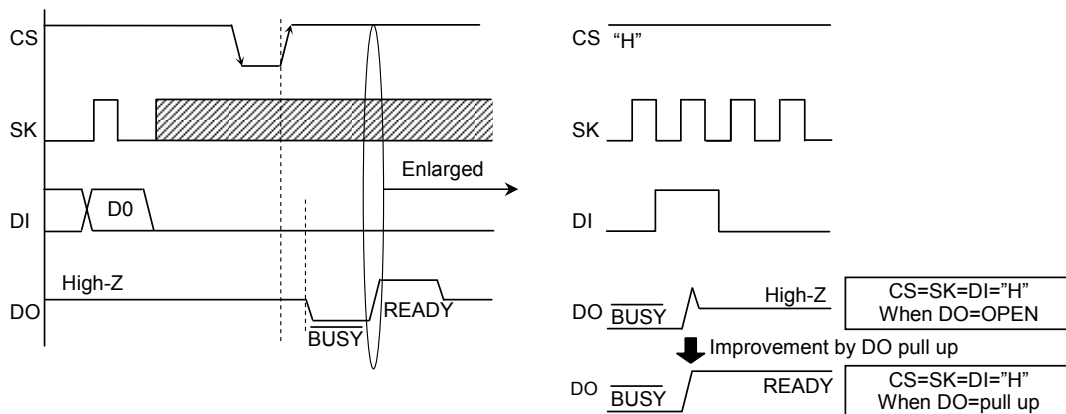 CS
SK
DI
D0
DO
High-Z
BUSY
READY
Enlarged
CS "H"
SK
DI
DO
BUSY
High-Z
CS=SK=DI="H"
When DO=OPEN
Improvement by DO pull up
DO
BUSY
READY
CS=SK=DI="H"
When DO=pull up